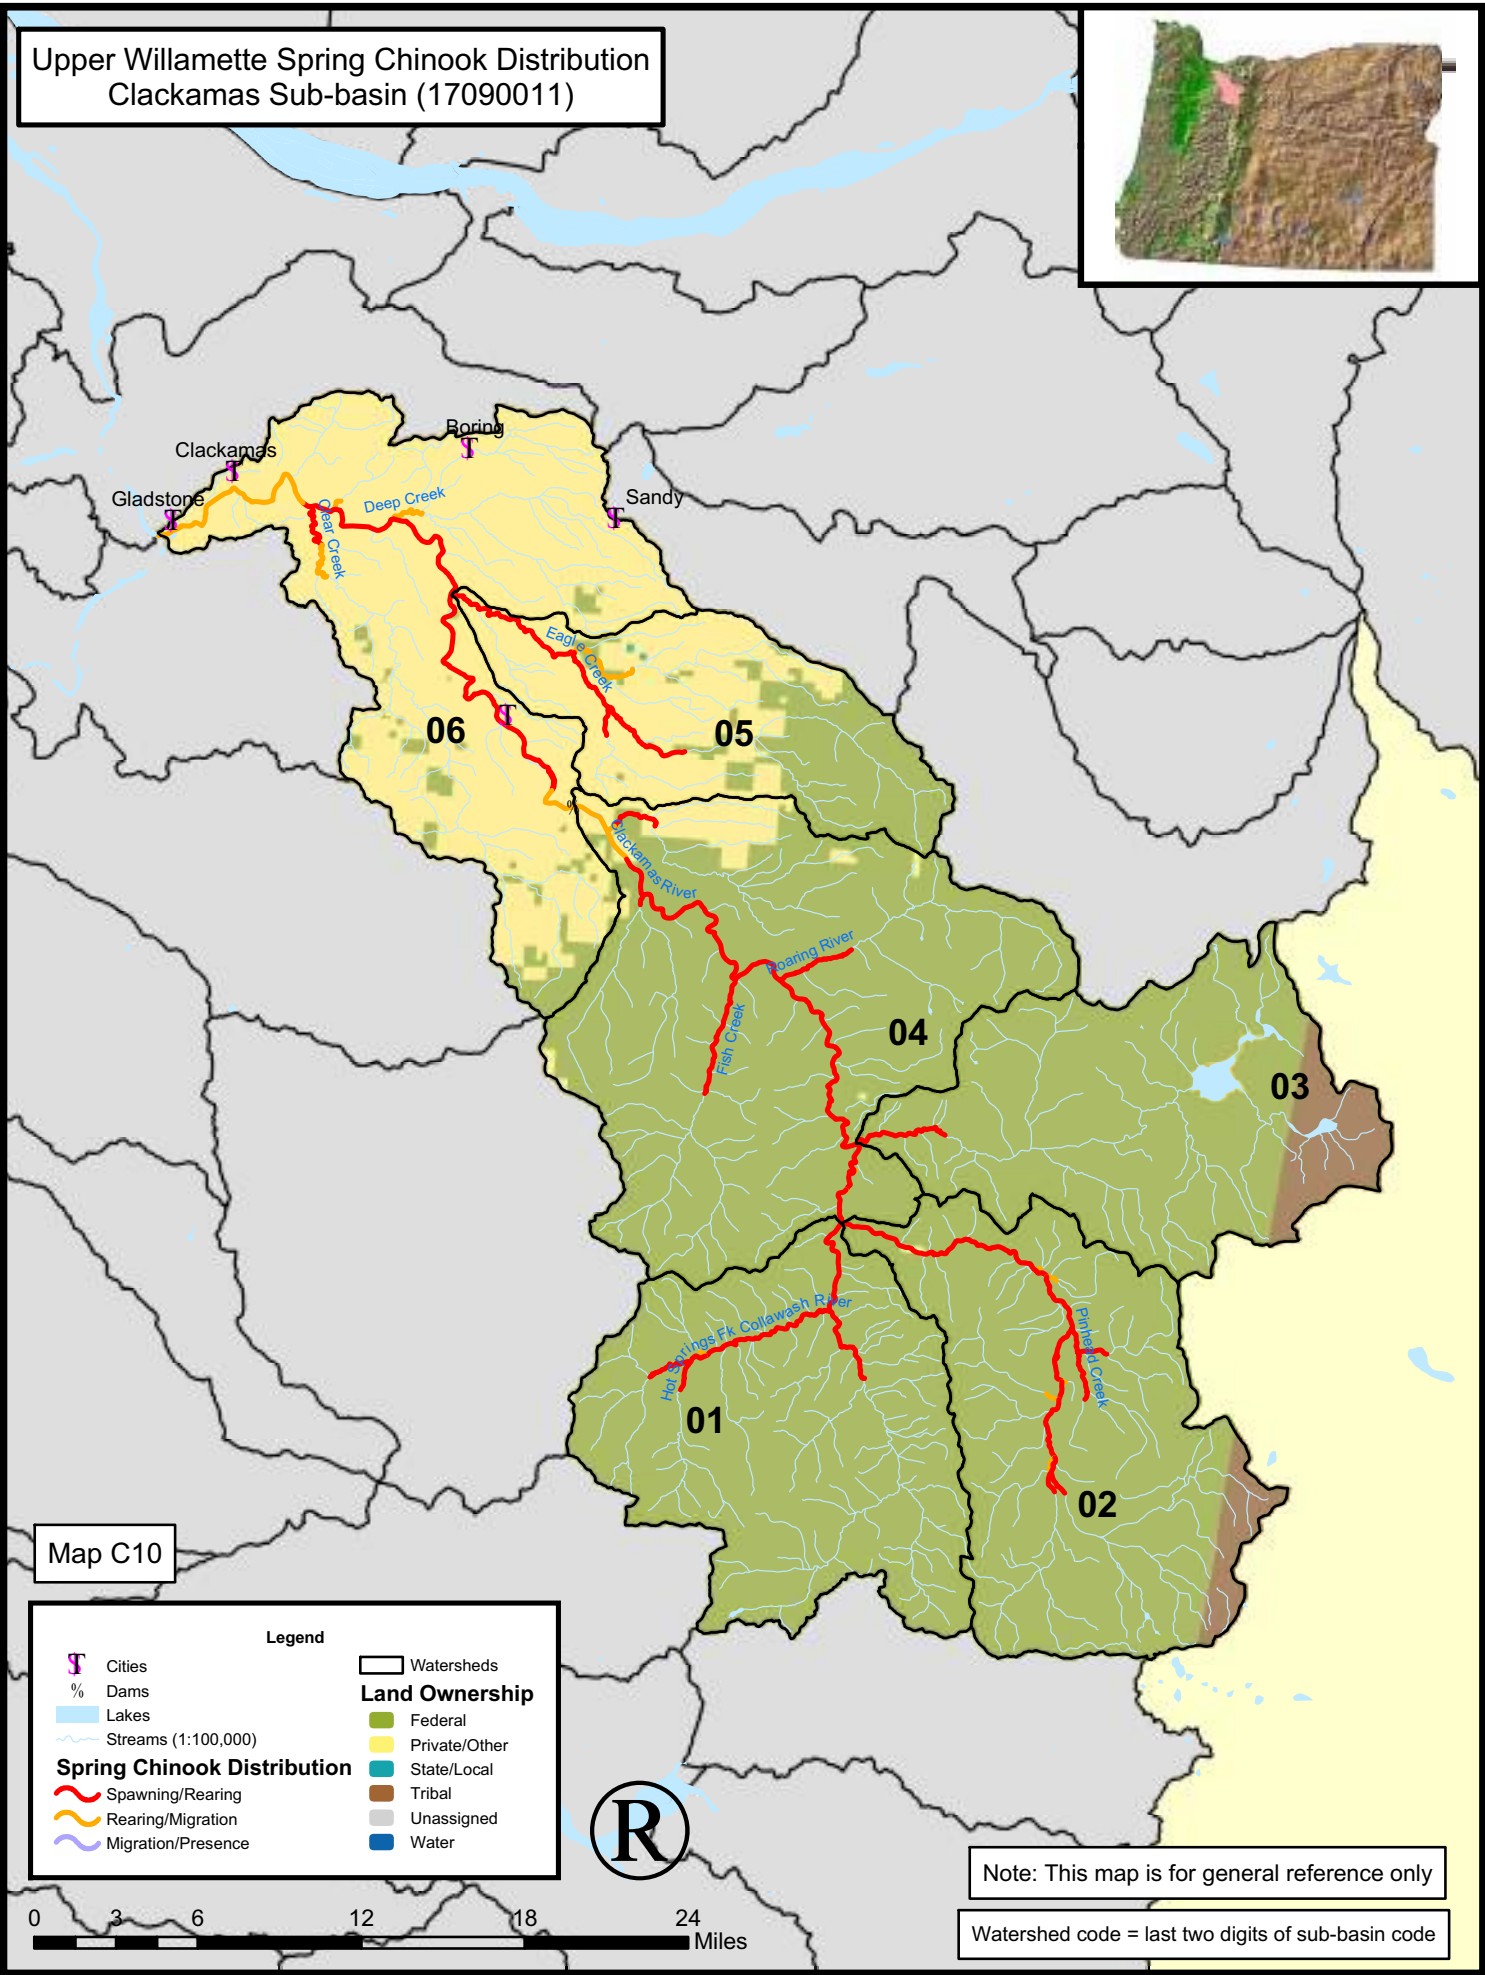 Upper Willamette Spring Chinook Distribution
Clackamas Sub-basin (17090011)
Boring
Clackamas
Gladstone
Sandy
Deep Creek
Clear Creek
Eagle Creek
06
05
%
Clackamas River
Roaring River
Fish Creek
04
03
Hot Springs Fk Collawash River
Pinhead Creek
01
02
Map C10
Legend
Cities
% Dams
Lakes
Streams (1:100,000)
Spring Chinook Distribution
Spawning/Rearing
Rearing/Migration
Migration/Presence
Watersheds
Land Ownership
Federal
Private/Other
State/Local
Tribal
Unassigned
Water
R
Note: This map is for general reference only
Watershed code = last two digits of sub-basin code
0 3 6 12 18 24
Miles